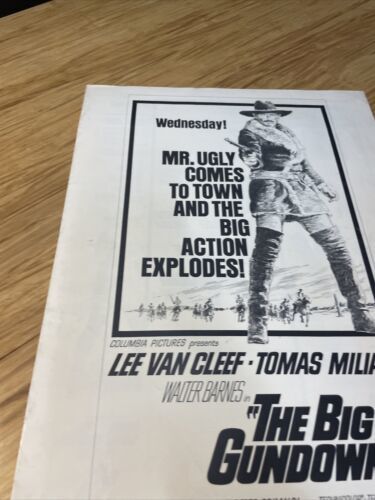 Wednesday!
MR. UGLY
COMES
TO TOWN
AND THE
BIG
ACTION
EXPLODES!
COLUMBIA PICTURES presents
LEE VAN CLEEF · TOMAS MILIA
WALTER BARNES in
"THE BIG
GUNDOWN